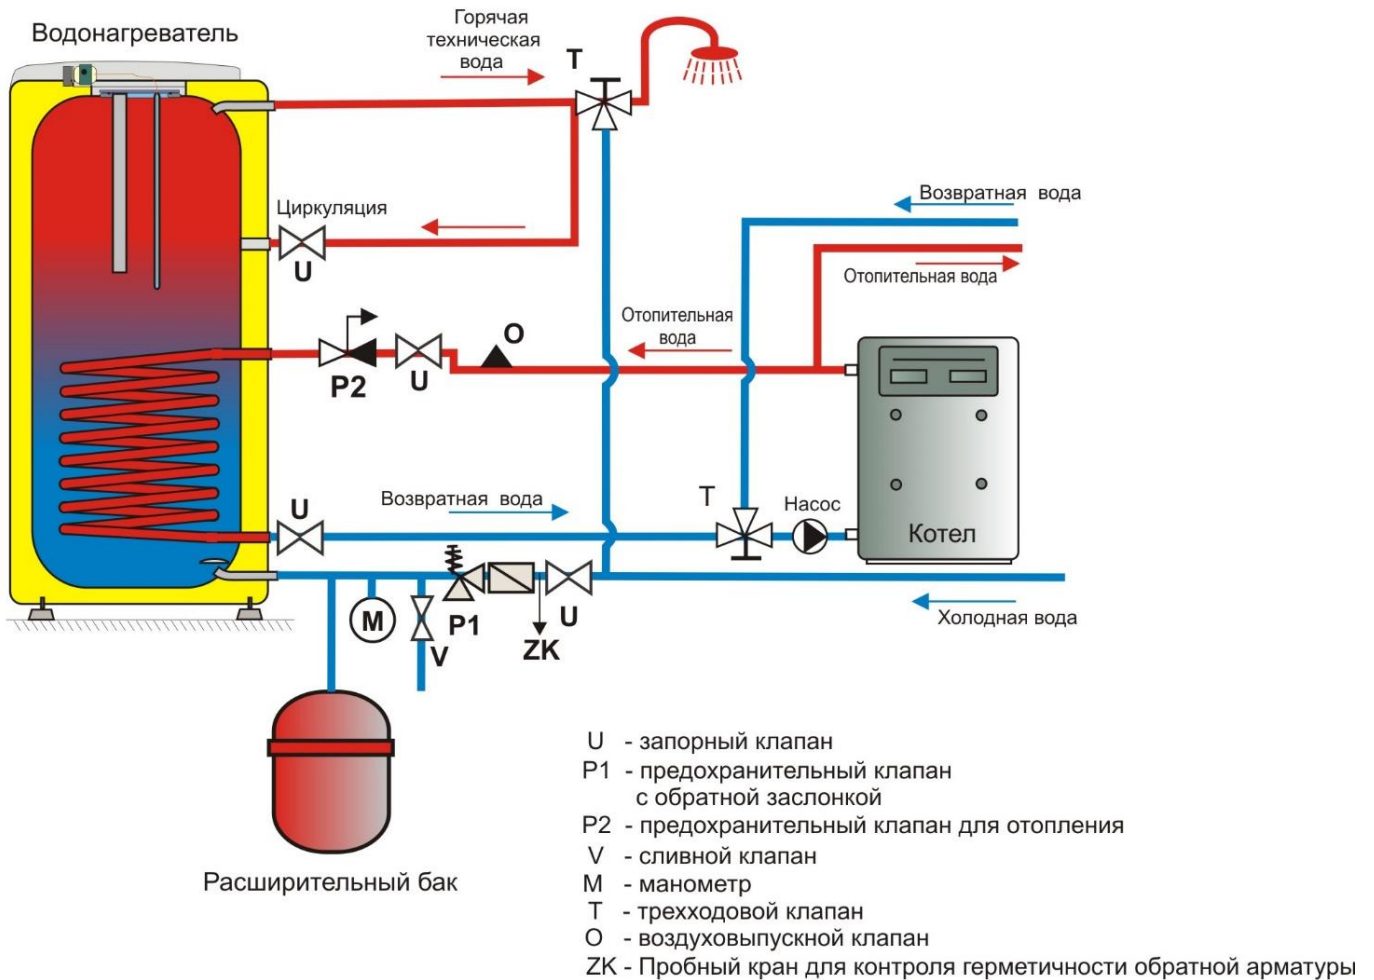 Водонагреватель
Горячая
техническая
вода
T
Циркуляция
U
Возвратная вода
Отопительная вода
Отопительная
вода
O
P2
U
Котел
Возвратная вода
U
T
Насос
Холодная вода
M
V
P1
ZK
U
Расширительный бак
U - запорный клапан
P1 - предохранительный клапан
с обратной заслонкой
P2 - предохранительный клапан для отопления
V - сливной клапан
M - манометр
T - трехходовой клапан
O - воздуховыпускной клапан
ZK - Пробный кран для контроля герметичности обратной арматуры